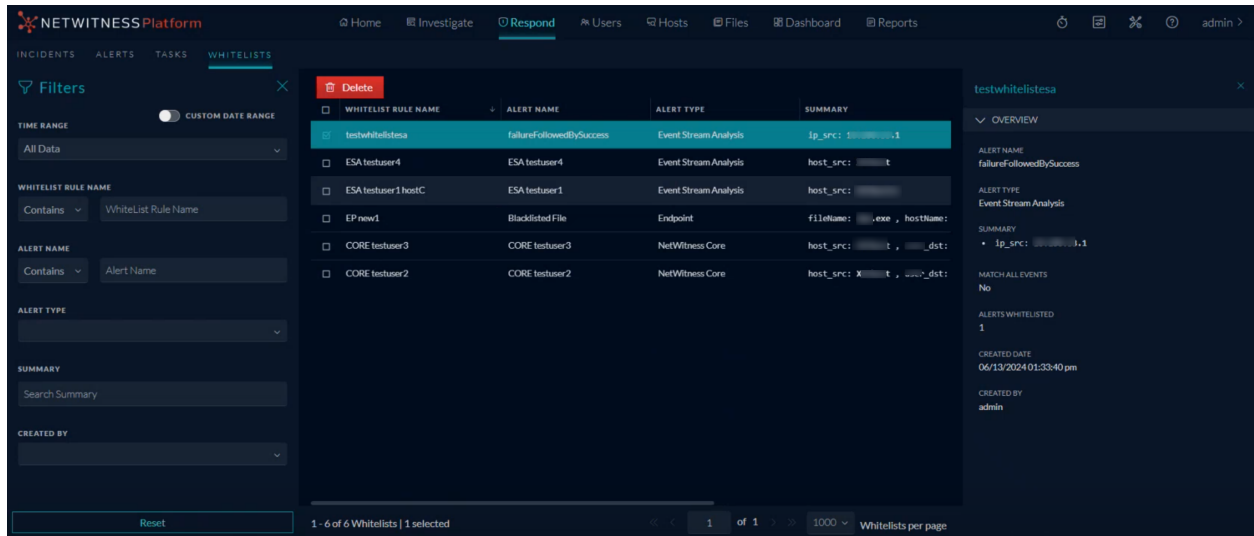 NETWITNESS Platform
Home Investigate Respond Users Hosts Files Dashboard Reports admin >
INCIDENTS ALERTS TASKS WHITELISTS
Filters
CUSTOM DATE RANGE
TIME RANGE
All Data
WHITELIST RULE NAME
Contains WhiteList Rule Name
ALERT NAME
Contains Alert Name
ALERT TYPE
SUMMARY
Search Summary
CREATED BY
Reset
Delete
WHITELIST RULE NAME ALERT NAME ALERT TYPE SUMMARY
testwhitelistesa failureFollowedBySuccess Event Stream Analysis ip_src: 1 .1
ESA testuser4 ESA testuser4 Event Stream Analysis host_src: t
ESA testuser1 hostC ESA testuser1 Event Stream Analysis host_src:
EP new1 Blacklisted File Endpoint fileName: .exe , hostName:
CORE testuser3 CORE testuser3 NetWitness Core host_src: t , _dst:
CORE testuser2 CORE testuser2 NetWitness Core host_src: X t , _dst:
1 - 6 of 6 Whitelists | 1 selected
1 of 1 1000 Whitelists per page
testwhitelistesa
OVERVIEW
ALERT NAME
failureFollowedBySuccess
ALERT TYPE
Event Stream Analysis
SUMMARY
• ip_src: .1
MATCH ALL EVENTS
No
ALERTS WHITELISTED
1
CREATED DATE
06/13/2024 01:33:40 pm
CREATED BY
admin